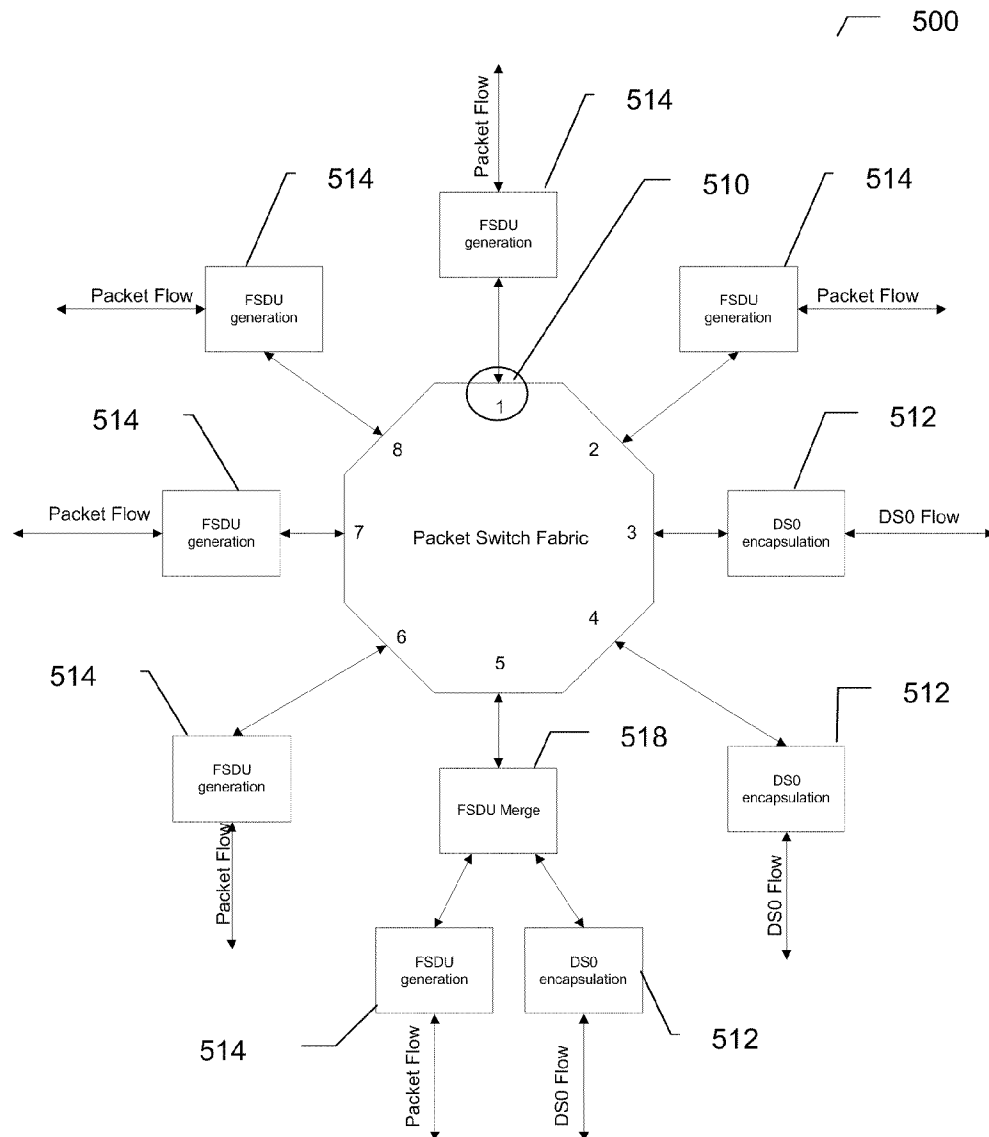 500
514
Packet Flow
514
510
514
FSDU
generation
Packet Flow
FSDU
generation
FSDU
generation
Packet Flow
514
1
512
8
2
Packet Flow
FSDU
generation
7
Packet Switch Fabric
3
DS0
encapsulation
DS0 Flow
6
4
514
5
512
518
FSDU
generation
DS0
encapsulation
FSDU Merge
Packet Flow
DS0 Flow
FSDU
generation
DS0
encapsulation
514
512
Packet Flow
DS0 Flow